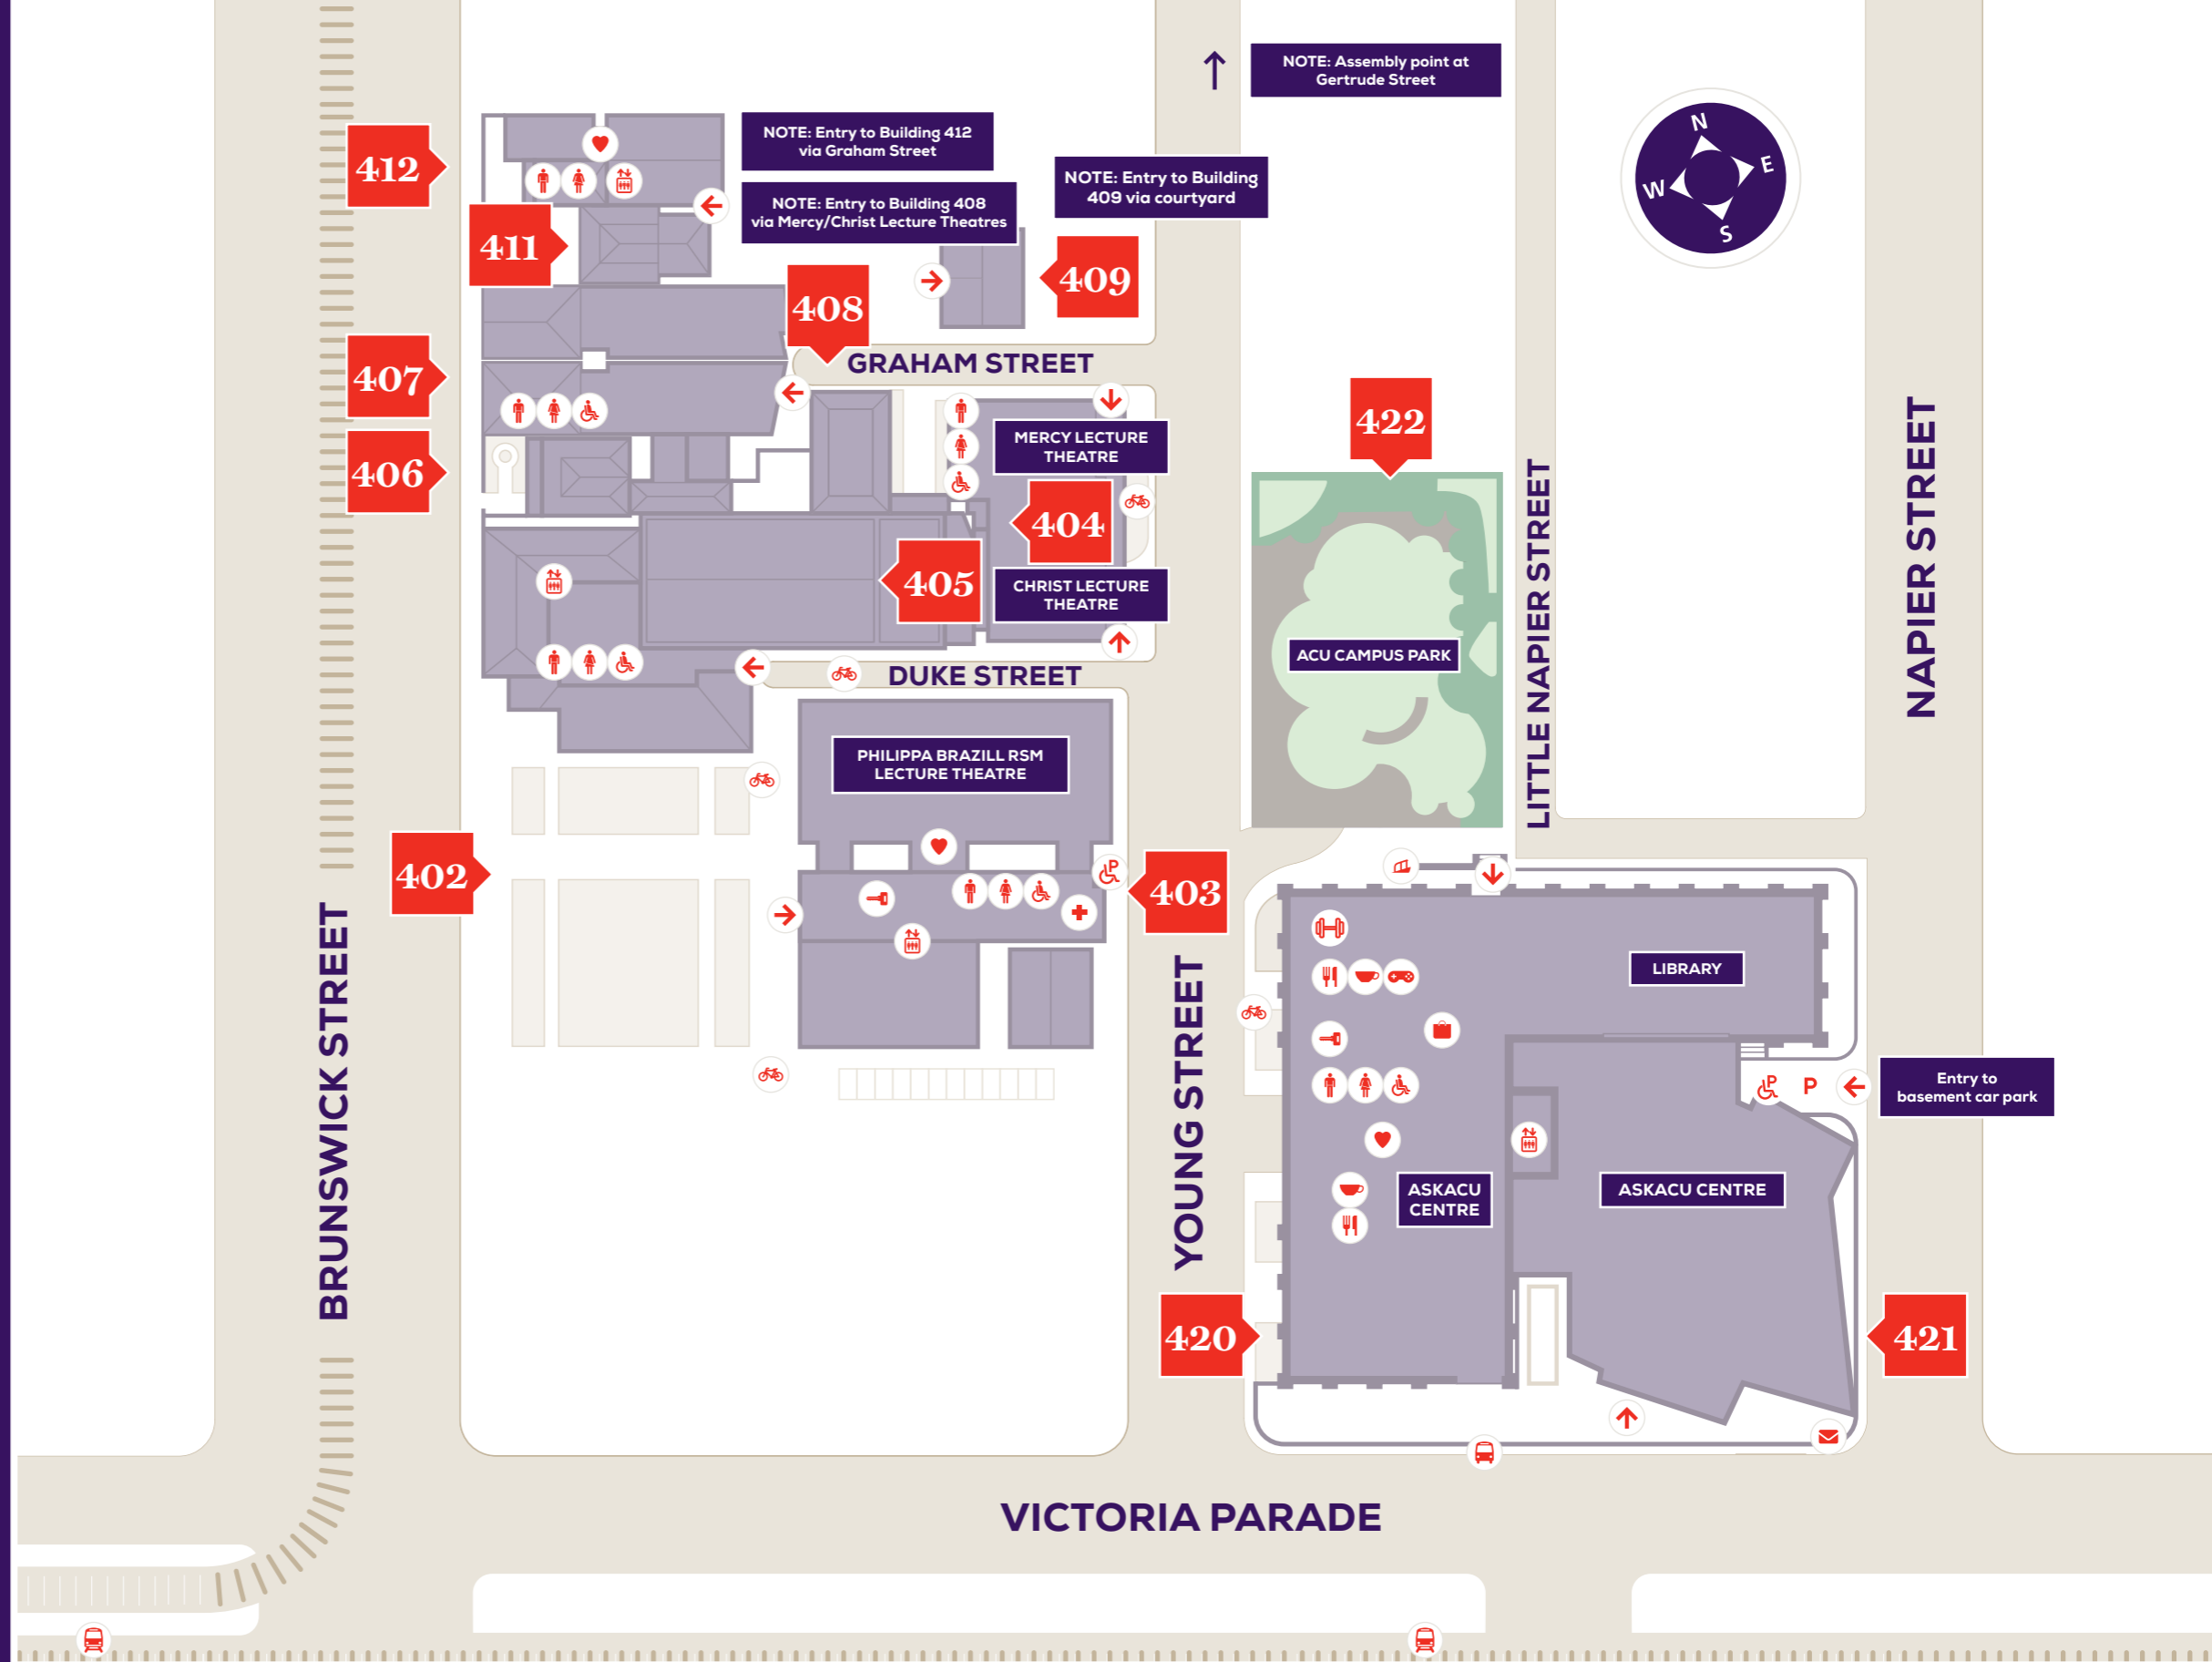 NOTE: Assembly point at
Gertrude Street
412
NOTE: Entry to Building 412
via Graham Street
N
E
W
S
NOTE: Entry to Building
409 via courtyard
NOTE: Entry to Building 408
via Mercy/Christ Lecture Theatres
411
409
408
GRAHAM STREET
407
422
MERCY LECTURE
THEATRE
406
404
405
CHRIST LECTURE
THEATRE
LITTLE NAPIER STREET
NAPIER STREET
ACU CAMPUS PARK
DUKE STREET
PHILIPPA BRAZILL RSM
LECTURE THEATRE
402
P
403
LIBRARY
BRUNSWICK STREET
YOUNG STREET
P
P
Entry to
basement car park
ASKACU
CENTRE
ASKACU CENTRE
420
421
VICTORIA PARADE